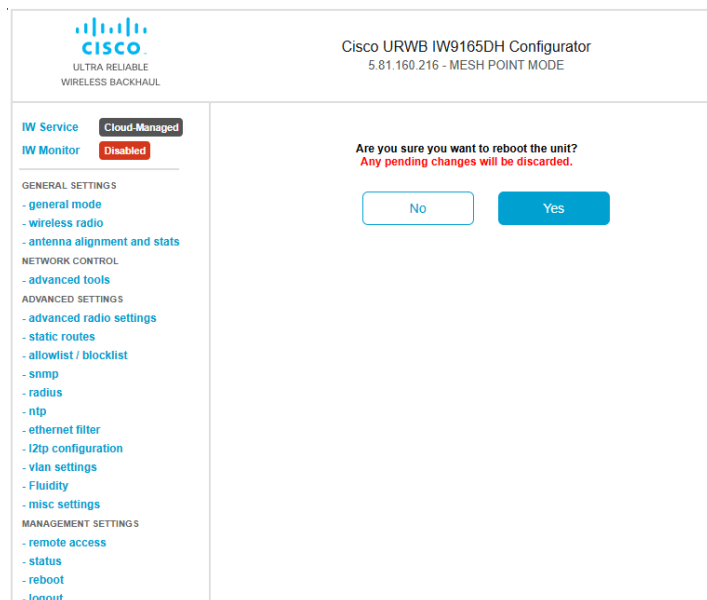 CISCO
ULTRA RELIABLE
WIRELESS BACKHAUL
Cisco URWB IW9165DH Configurator
5.81.160.216 - MESH POINT MODE
IW Service Cloud-Managed
IW Monitor Disabled
GENERAL SETTINGS
- general mode
- wireless radio
- antenna alignment and stats
NETWORK CONTROL
- advanced tools
ADVANCED SETTINGS
- advanced radio settings
- static routes
- allowlist / blocklist
- snmp
- radius
- ntp
- ethernet filter
- l2tp configuration
- vlan settings
- Fluidity
- misc settings
MANAGEMENT SETTINGS
- remote access
- status
- reboot
- logout
Are you sure you want to reboot the unit?
Any pending changes will be discarded.
No Yes